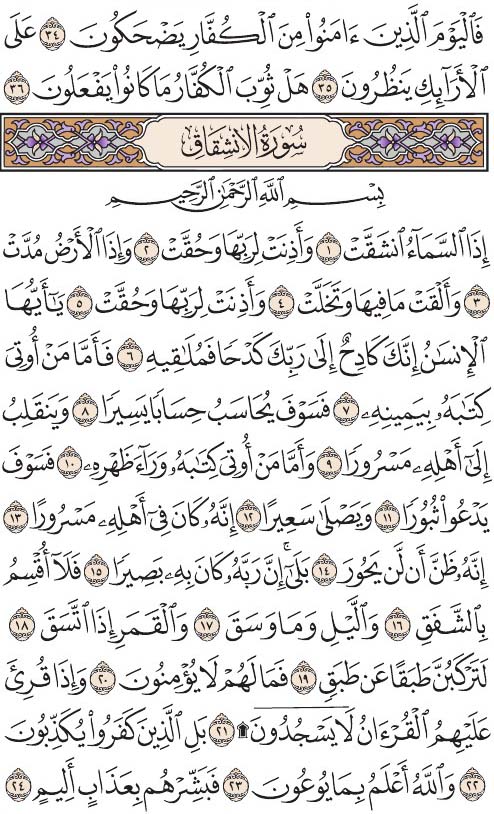 فَٱلۡيَوۡمَ ٱلَّذِينَ ءَامَنُواْ مِنَ ٱلۡكُفَّارِ يَضۡحَكُونَ ٣٤ عَلَى
ٱلۡأَرَآئِكِ يَنظُرُونَ ٣٥ هَلۡ ثُوِّبَ ٱلۡكُفَّارُ مَا كَانُواْ يَفۡعَلُونَ ٣٦
سُورَةُ الانشِقَاقِ
بِسۡمِ ٱللَّهِ ٱلرَّحۡمَٰنِ ٱلرَّحِيمِ
إِذَا ٱلسَّمَآءُ ٱنشَقَّتۡ ١ وَأَذِنَتۡ لِرَبِّهَا وَحُقَّتۡ ٢ وَإِذَا ٱلۡأَرۡضُ مُدَّتۡ
٣ وَأَلۡقَتۡ مَا فِيهَا وَتَخَلَّتۡ ٤ وَأَذِنَتۡ لِرَبِّهَا وَحُقَّتۡ ٥ يَٰٓأَيُّهَا
ٱلۡإِنسَٰنُ إِنَّكَ كَادِحٌ إِلَىٰ رَبِّكَ كَدۡحٗا فَمُلَٰقِيهِ ٦ فَأَمَّا مَنۡ أُوتِيَ
كِتَٰبَهُۥ بِيَمِينِهِۦ ٧ فَسَوۡفَ يُحَاسَبُ حِسَابٗا يَسِيرٗا ٨ وَيَنقَلِبُ
إِلَىٰٓ أَهۡلِهِۦ مَسۡرُورٗا ٩ وَأَمَّا مَنۡ أُوتِيَ كِتَٰبَهُۥ وَرَآءَ ظَهۡرِهِۦ ١٠ فَسَوۡفَ
يَدۡعُواْ ثُبُورٗا ١١ وَيَصۡلَىٰ سَعِيرًا ١٢ إِنَّهُۥ كَانَ فِيٓ أَهۡلِهِۦ مَسۡرُورًا ١٣
إِنَّهُۥ ظَنَّ أَن لَّن يَحُورَ ١٤ بَلَىٰٓۚ إِنَّ رَبَّهُۥ كَانَ بِهِۦ بَصِيرٗا ١٥ فَلَآ أُقۡسِمُ
بِٱلشَّفَقِ ١٦ وَٱلَّيۡلِ وَمَا وَسَقَ ١٧ وَٱلۡقَمَرِ إِذَا ٱتَّسَقَ ١٨
لَتَرۡكَبُنَّ طَبَقًا عَن طَبَقٖ ١٩ فَمَا لَهُمۡ لَا يُؤۡمِنُونَ ٢٠ وَإِذَا قُرِئَ
عَلَيۡهِمُ ٱلۡقُرۡءَانُ لَا يَسۡجُدُونَۤ۩ ٢١ بَلِ ٱلَّذِينَ كَفَرُواْ يُكَذِّبُونَ
٢٢ وَٱللَّهُ أَعۡلَمُ بِمَا يُوعُونَ ٢٣ فَبَشِّرۡهُم بِعَذَابٍ أَلِيمٍ ٢٤